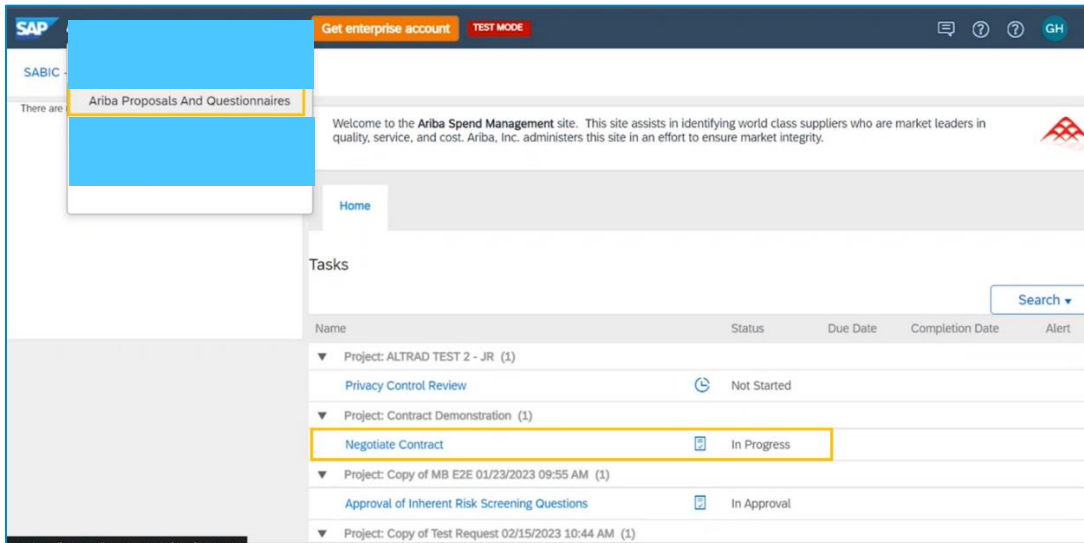 SAP
Get enterprise account
TEST MODE
GH
SABIC -
Ariba Proposals And Questionnaires
There are
Welcome to the Ariba Spend Management site. This site assists in identifying world class suppliers who are market leaders in
quality, service, and cost. Ariba, Inc. administers this site in an effort to ensure market integrity.
Home
Tasks
Search
Name Status Due Date Completion Date Alert
Project: ALTRAD TEST 2 - JR (1)
Privacy Control Review Not Started
Project: Contract Demonstration (1)
Negotiate Contract In Progress
Project: Copy of MB E2E 01/23/2023 09:55 AM (1)
Approval of Inherent Risk Screening Questions In Approval
Project: Copy of Test Request 02/15/2023 10:44 AM (1)